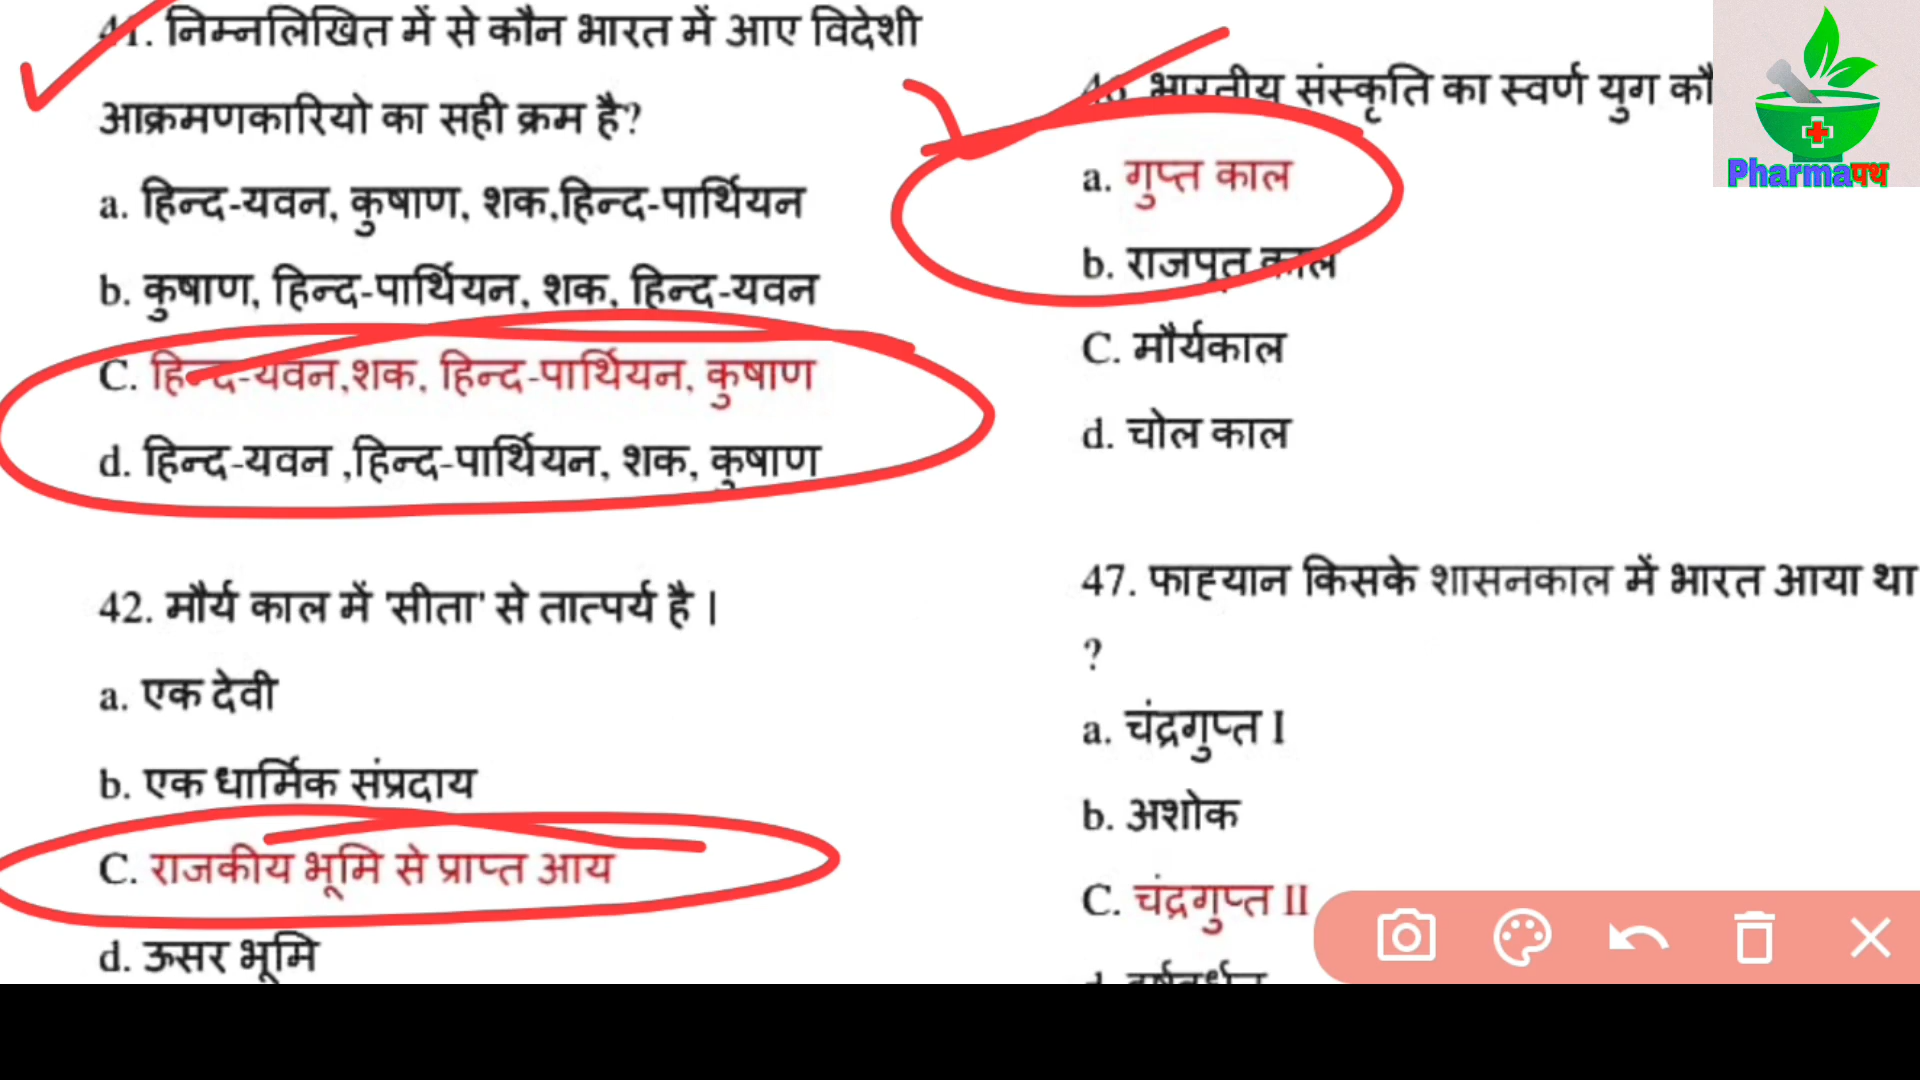 41. निम्नलिखित में से कौन भारत में आए विदेशी
आक्रमणकारियो का सही क्रम है?
a. हिन्द-यवन, कुषाण, शक,हिन्द-पार्थियन
b. कुषाण, हिन्द-पार्थियन, शक, हिन्द-यवन
C. हिन्द-यवन,शक, हिन्द-पार्थियन, कुषाण
d. हिन्द-यवन ,हिन्द-पार्थियन, शक, कुषाण
42. मौर्य काल में 'सीता' से तात्पर्य है |
a. एक देवी
b. एक धार्मिक संप्रदाय
C. राजकीय भूमि से प्राप्त आय
d. ऊसर भूमि
46. भारतीय संस्कृति का स्वर्ण युग
a. गुप्त काल
b. राजपूत काल
C. मौर्यकाल
d. चोल काल
47. फाह्यान किसके शासनकाल में भारत आया था
?
a. चंद्रगुप्त I
b. अशोक
C. चंद्रगुप्त II
Pharmaपथ